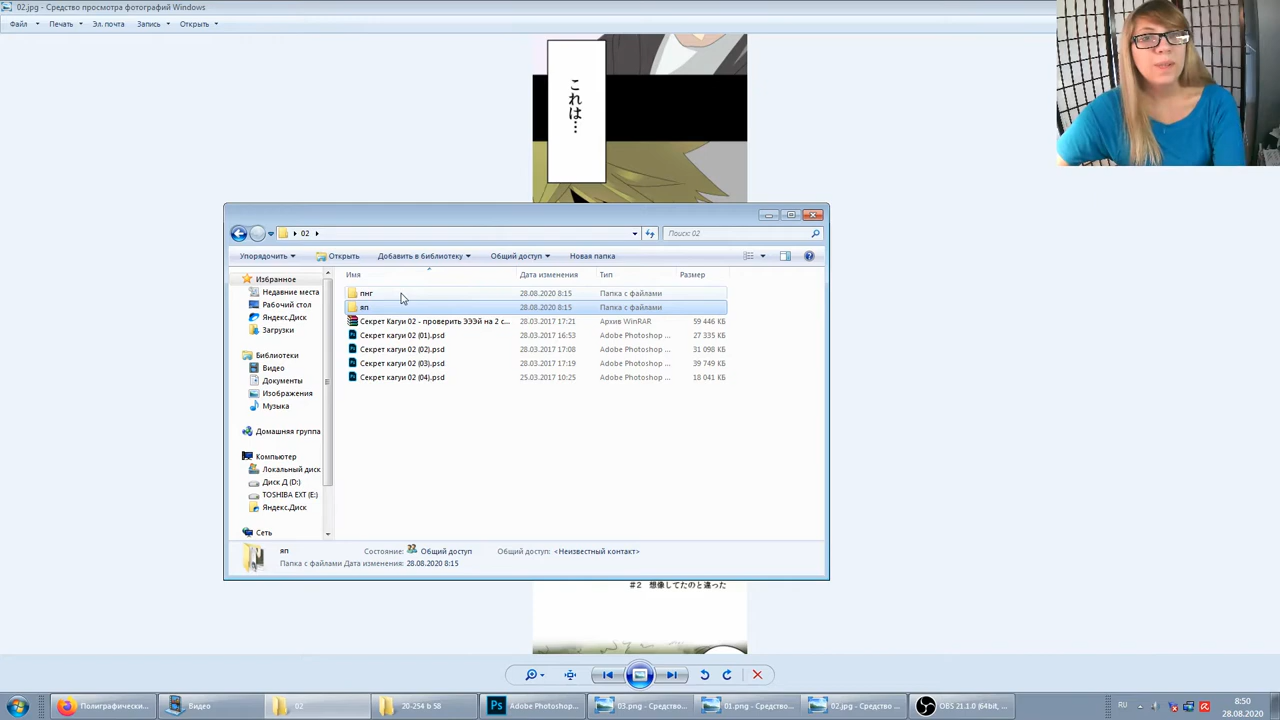 02.jpg - Средство просмотра фотографий Windows
Файл Печать Эл. почта Запись Открыть
これは…
02
Поиск: 02
Упорядочить Открыть Добавить в библиотеку Общий доступ Новая папка
Избранное
Недавние места
Рабочий стол
Яндекс.Диск
Загрузки
Библиотеки
Видео
Документы
Изображения
Музыка
Домашняя группа
Компьютер
Локальный диск
Диск Д (D:)
TOSHIBA EXT (E:)
Яндекс.Диск
Сеть
Имя Дата изменения Тип Размер
пнг 28.08.2020 8:15 Папка с файлами
яп 28.08.2020 8:15 Папка с файлами
Секрет Кагуи 02 - проверить ЭЭЭй на 2 с... 28.03.2017 17:21 Архив WinRAR 59 446 КБ
Секрет кагуи 02 (01).psd 28.03.2017 16:53 Adobe Photoshop ... 27 335 КБ
Секрет кагуи 02 (02).psd 28.03.2017 17:08 Adobe Photoshop ... 31 098 КБ
Секрет кагуи 02 (03).psd 28.03.2017 17:19 Adobe Photoshop ... 39 749 КБ
Секрет кагуи 02 (04).psd 25.03.2017 10:25 Adobe Photoshop ... 18 041 КБ
яп Состояние: Общий доступ Общий доступ: <Неизвестный контакт>
Папка с файлами Дата изменения: 28.08.2020 8:15
#2 想像してたのと違った
Полиграфически... Видео 02 20-254 b S8 Adobe Photoshop... 03.png - Средство... 01.png - Средство... 02.jpg - Средство ... OBS 21.1.0 (64bit, ...
RU
8:50
28.08.2020